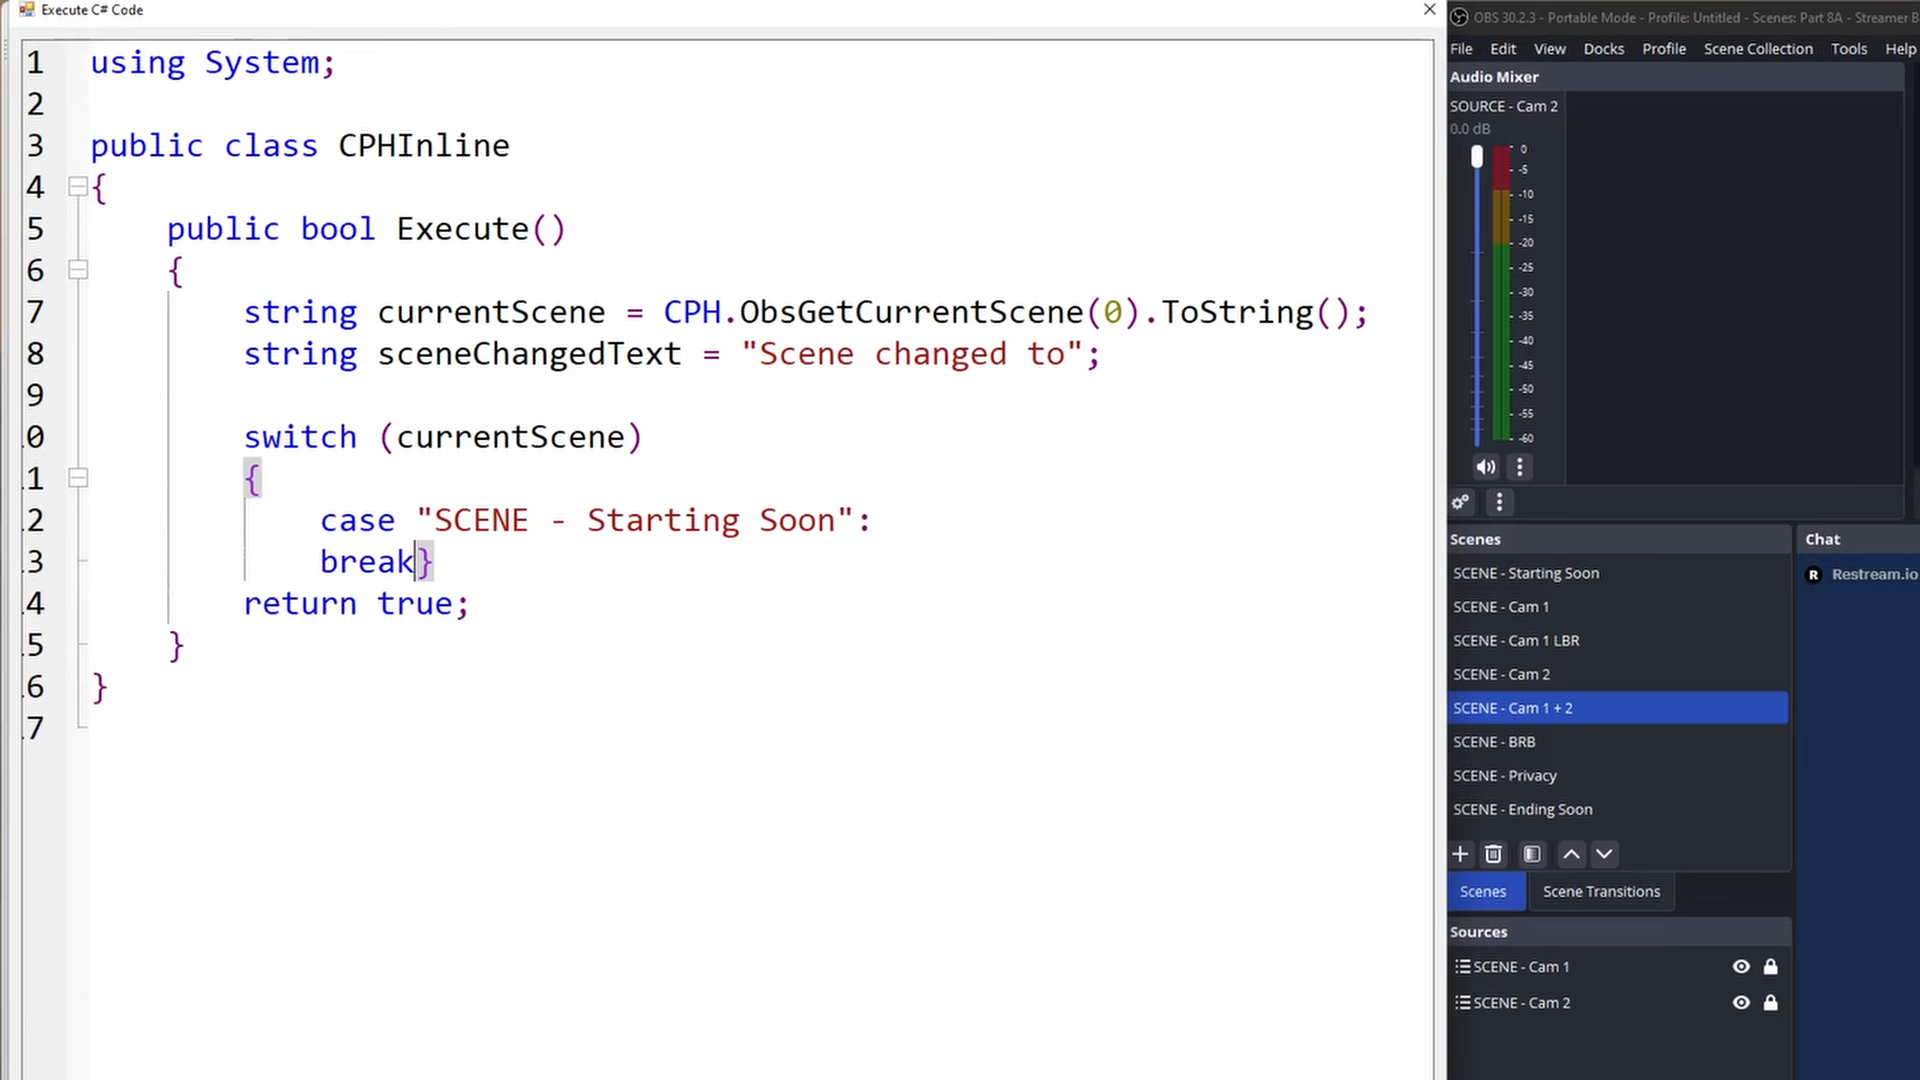 Execute C# Code
1 using System;
2
3 public class CPHInline
4 {
5 public bool Execute()
6 {
7 string currentScene = CPH.ObsGetCurrentScene(0).ToString();
8 string sceneChangedText = "Scene changed to";
9
.0 switch (currentScene)
.1 {
.2 case "SCENE - Starting Soon":
.3 break}
.4 return true;
.5 }
.6 }
.7
OBS 30.2.3 - Portable Mode - Profile: Untitled - Scenes: Part 8A - Streamer B
File Edit View Docks Profile Scene Collection Tools Help
Audio Mixer
SOURCE - Cam 2
0.0 dB
0
-5
-10
-15
-20
-25
-30
-35
-40
-45
-50
-55
-60
Scenes
SCENE - Starting Soon
SCENE - Cam 1
SCENE - Cam 1 LBR
SCENE - Cam 2
SCENE - Cam 1 + 2
SCENE - BRB
SCENE - Privacy
SCENE - Ending Soon
Scenes Scene Transitions
Sources
SCENE - Cam 1
SCENE - Cam 2
Chat
R Restream.io